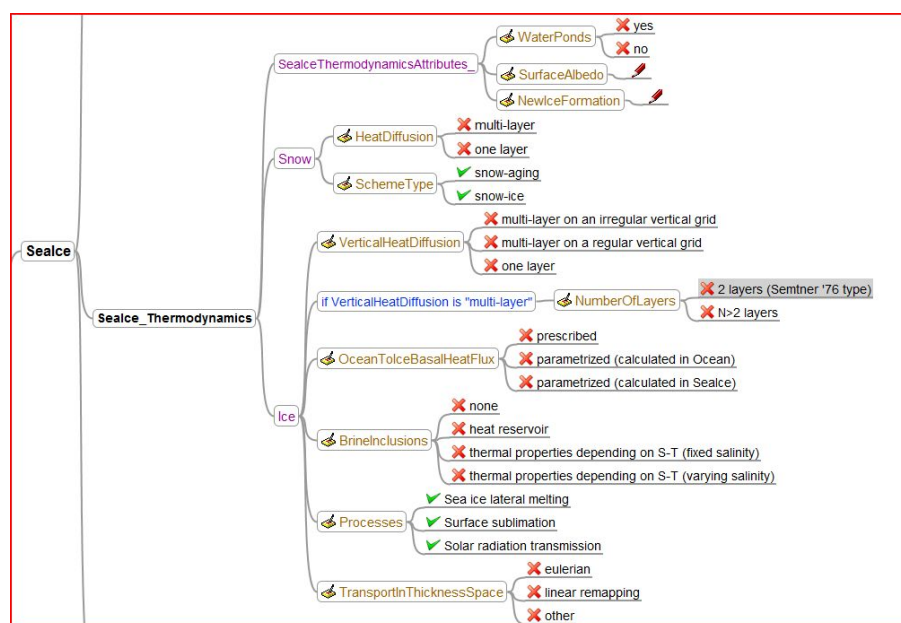 WaterPonds
yes
no
SeaIceThermodynamicsAttributes_
SurfaceAlbedo
NewIceFormation
Snow
HeatDiffusion
multi-layer
one layer
SchemeType
snow-aging
snow-ice
SeaIce
SeaIce_Thermodynamics
Ice
VerticalHeatDiffusion
multi-layer on an irregular vertical grid
multi-layer on a regular vertical grid
one layer
if VerticalHeatDiffusion is "multi-layer"
NumberOfLayers
2 layers (Semtner '76 type)
N>2 layers
OceanToIceBasalHeatFlux
prescribed
parametrized (calculated in Ocean)
parametrized (calculated in SeaIce)
BrineInclusions
none
heat reservoir
thermal properties depending on S-T (fixed salinity)
thermal properties depending on S-T (varying salinity)
Processes
Sea ice lateral melting
Surface sublimation
Solar radiation transmission
TransportInThicknessSpace
eulerian
linear remapping
other